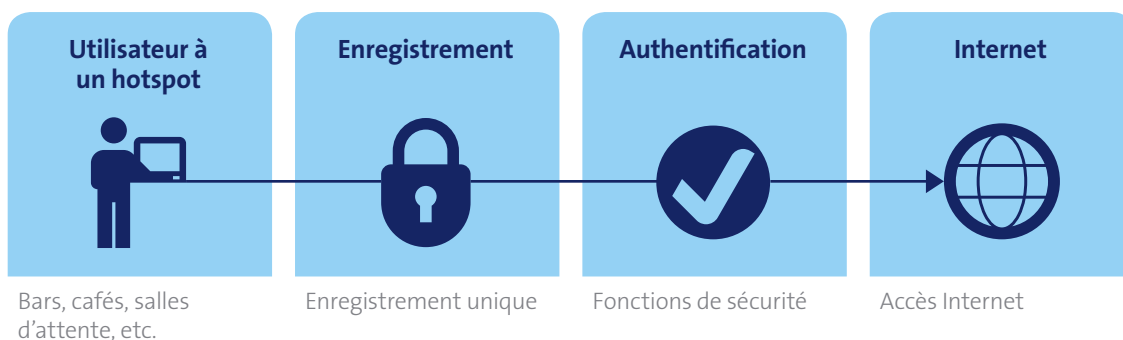 Utilisateur à
un hotspot
Enregistrement
Authentification
Internet
Bars, cafés, salles
d’attente, etc.
Enregistrement unique
Fonctions de sécurité
Accès Internet